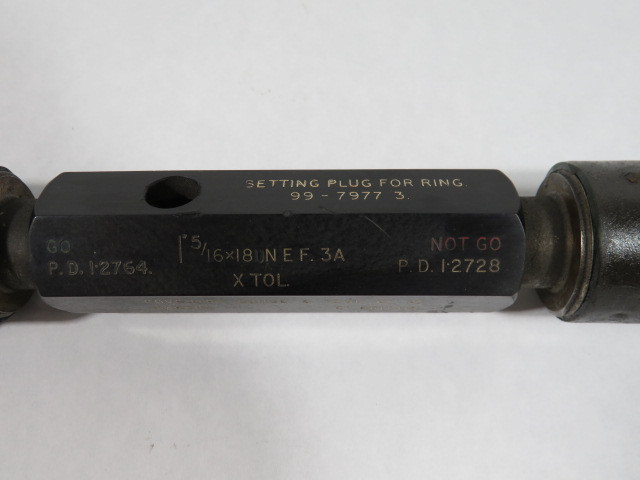 SETTING PLUG FOR RING.
99-7977 3.
GO
P.D. 1·2764.
1" 5/16×18UNEF. 3A
X TOL.
NOT GO
P.D. 1·2728